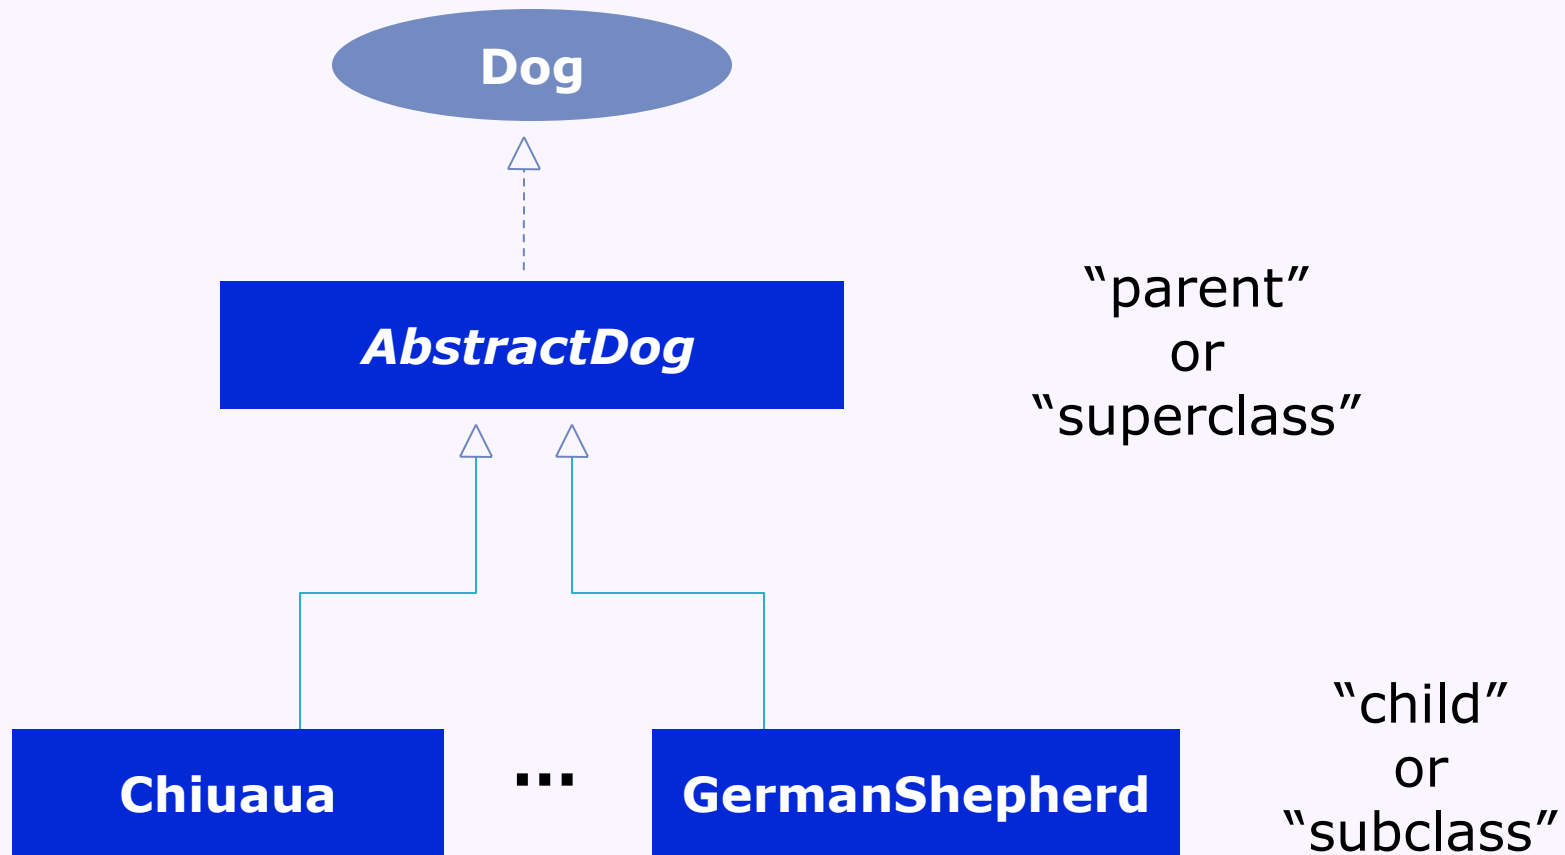 Dog
AbstractDog
“parent”
or
“superclass”
Chiuaua
...
GermanShepherd
“child”
or
“subclass”